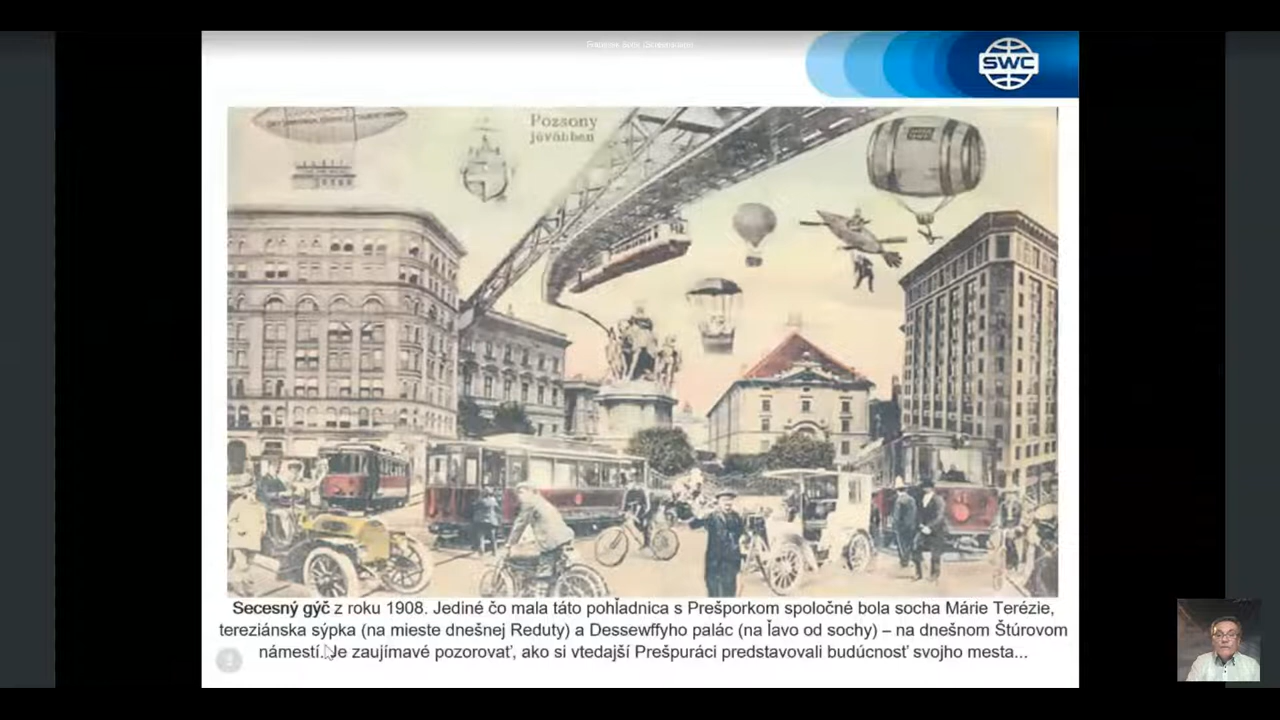 SWC
Pozsony
jövőben
Secesný gýč z roku 1908. Jediné čo mala táto pohľadnica s Prešporkom spoločné bola socha Márie Terézie,
tereziánska sýpka (na mieste dnešnej Reduty) a Dessewffyho palác (na ľavo od sochy) – na dnešnom Štúrovom
námestí. Je zaujímavé pozorovať, ako si vtedajší Prešpuráci predstavovali budúcnosť svojho mesta...